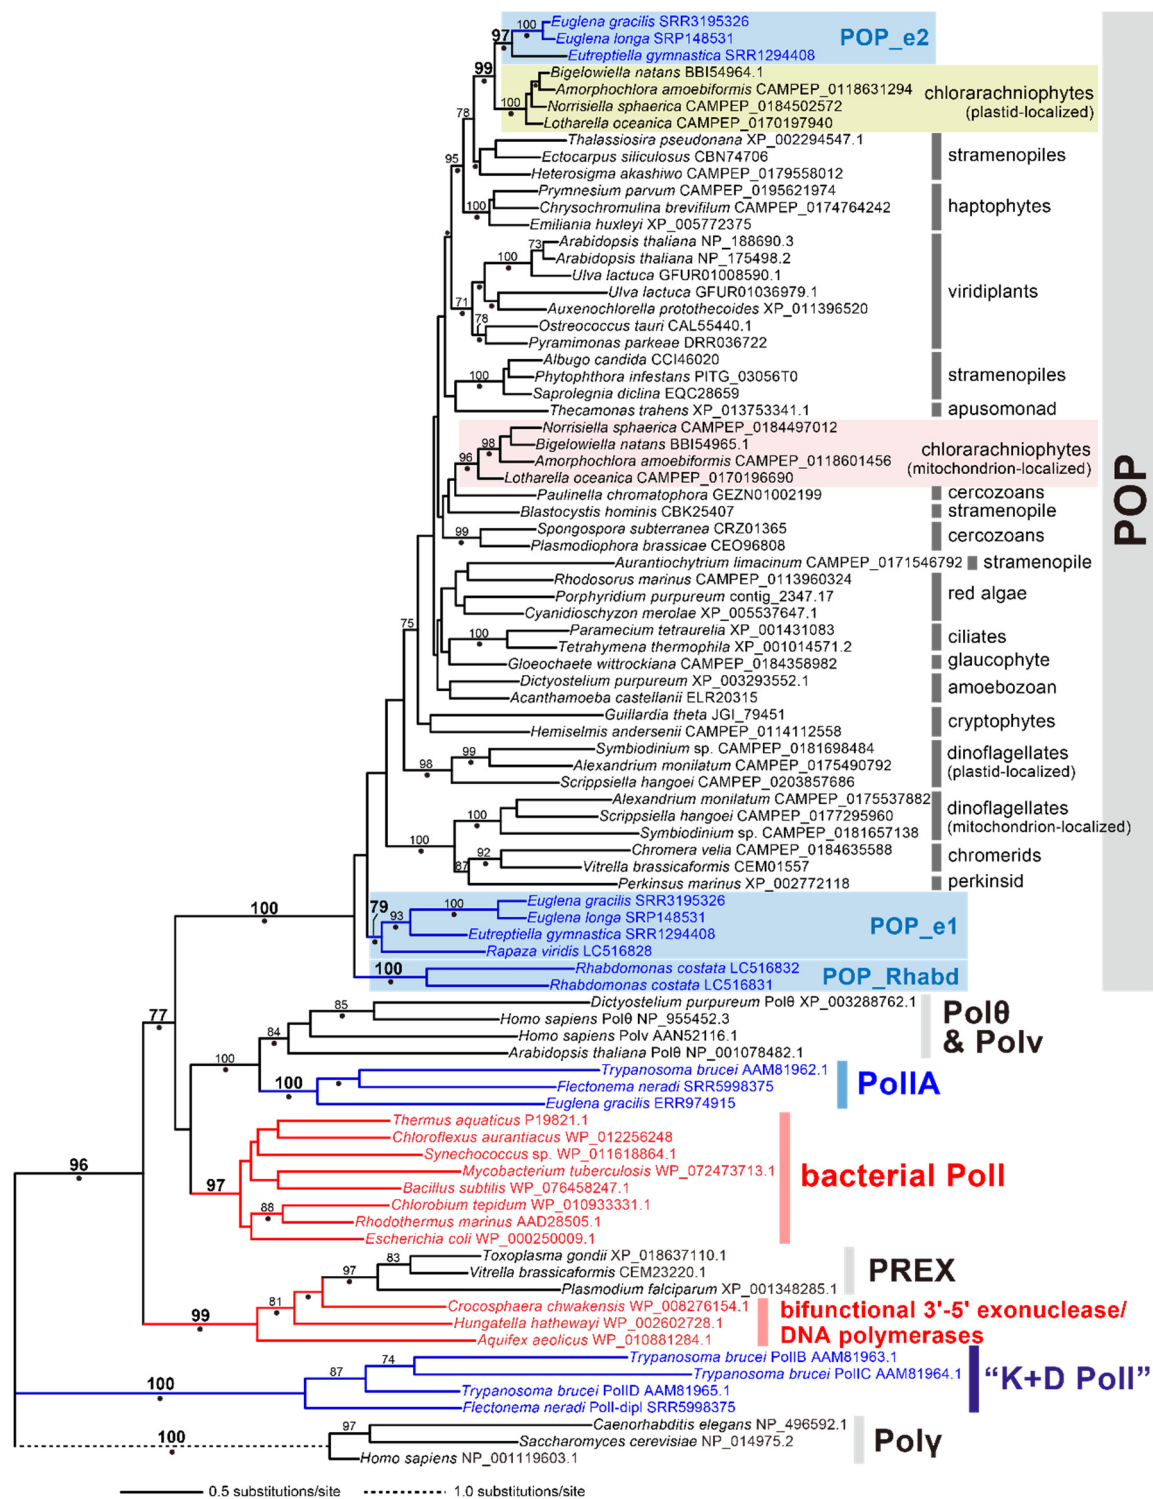 100
Euglena gracilis SRR3195326
97
Euglena longa SRP148531
POP_e2
Eutreptiella gymnastica SRR1294408
99
Bigelowiella natans BBI54964.1
Amorphochlora amoebiformis CAMPEP_0118631294
chlorarachniophytes
100
Norrisiella sphaerica CAMPEP_0184502572
(plastid-localized)
78
Lotharella oceanica CAMPEP_0170197940
Thalassiosira pseudonana XP_002294547.1
95
Ectocarpus siliculosus CBN74706
stramenopiles
Heterosigma akashiwo CAMPEP_0179558012
Prymnesium parvum CAMPEP_0195621974
100
Chrysochromulina brevifilum CAMPEP_0174764242
haptophytes
Emiliania huxleyi XP_005772375
73
Arabidopsis thaliana NP_188690.3
100
Arabidopsis thaliana NP_175498.2
Ulva lactuca GFUR01008590.1
Ulva lactuca GFUR01036979.1
viridiplants
71
Auxenochlorella protothecoides XP_011396520
78
Ostreococcus tauri CAL55440.1
Pyramimonas parkeae DRR036722
Albugo candida CCI46020
100
Phytophthora infestans PITG_03056T0
stramenopiles
Saprolegnia diclina EQC28659
Thecamonas trahens XP_013753341.1
apusomonad
Norrisiella sphaerica CAMPEP_0184497012
98
Bigelowiella natans BBI54965.1
chlorarachniophytes
96
Amorphochlora amoebiformis CAMPEP_0118601456
(mitochondrion-localized)
Lotharella oceanica CAMPEP_0170196690
Paulinella chromatophora GEZN01002199
cercozoans
Blastocystis hominis CBK25407
stramenopile
99
Spongospora subterranea CRZ01365
cercozoans
Plasmodiophora brassicae CEO96808
POP
Aurantiochytrium limacinum CAMPEP_0171546792
stramenopile
Rhodosorus marinus CAMPEP_0113960324
Porphyridium purpureum contig_2347.17
red algae
Cyanidioschyzon merolae XP_005537647.1
75
100
Paramecium tetraurelia XP_001431083
ciliates
Tetrahymena thermophila XP_001014571.2
Gloeochaete wittrockiana CAMPEP_0184358982
glaucophyte
Dictyostelium purpureum XP_003293552.1
amoebozoan
Acanthamoeba castellanii ELR20315
Guillardia theta JGI_79451
cryptophytes
Hemiselmis andersenii CAMPEP_0114112558
99
Symbiodinium sp. CAMPEP_0181698484
dinoflagellates
98
Alexandrium monilatum CAMPEP_0175490792
(plastid-localized)
Scrippsiella hangoei CAMPEP_0203857686
Alexandrium monilatum CAMPEP_0175537882
dinoflagellates
100
Scrippsiella hangoei CAMPEP_0177295960
(mitochondrion-localized)
Symbiodinium sp. CAMPEP_0181657138
100
92
Chromera velia CAMPEP_0184635588
chromerids
87
Vitrella brassicaformis CEM01557
Perkinsus marinus XP_002772118
perkinsid
100
79
100
Euglena gracilis SRR3195326
93
Euglena longa SRP148531
POP_e1
Eutreptiella gymnastica SRR1294408
Rapaza viridis LC516828
100
Rhabdomonas costata LC516832
POP_Rhabd
Rhabdomonas costata LC516831
77
85
Dictyostelium purpureum Polθ XP_003288762.1
Homo sapiens Polθ NP_955452.3
Polθ
84
Homo sapiens Polν AAN52116.1
& Polν
100
Arabidopsis thaliana Polθ NP_001078482.1
Trypanosoma brucei AAM81962.1
100
Flectonema neradi SRR5998375
PolIA
Euglena gracilis ERR974915
Thermus aquaticus P19821.1
Chloroflexus aurantiacus WP_012256248
96
Synechococcus sp. WP_011618864.1
97
Mycobacterium tuberculosis WP_072473713.1
bacterial PolI
Bacillus subtilis WP_076458247.1
88
Chlorobium tepidum WP_010933331.1
Rhodothermus marinus AAD28505.1
Escherichia coli WP_000250009.1
83
Toxoplasma gondii XP_018637110.1
97
Vitrella brassicaformis CEM23220.1
PREX
Plasmodium falciparum XP_001348285.1
99
81
Crocosphaera chwakensis WP_008276154.1
bifunctional 3'-5' exonuclease/
Hungatella hathewayi WP_002602728.1
DNA polymerases
Aquifex aeolicus WP_010881284.1
74
Trypanosoma brucei PolIB AAM81963.1
87
Trypanosoma brucei PolIC AAM81964.1
“K+D PolI”
100
Trypanosoma brucei PolID AAM81965.1
Flectonema neradi PolI-dipl SRR5998375
100
97
Caenorhabditis elegans NP_496592.1
Saccharomyces cerevisiae NP_014975.2
Polγ
Homo sapiens NP_001119603.1
0.5 substitutions/site
1.0 substitutions/site